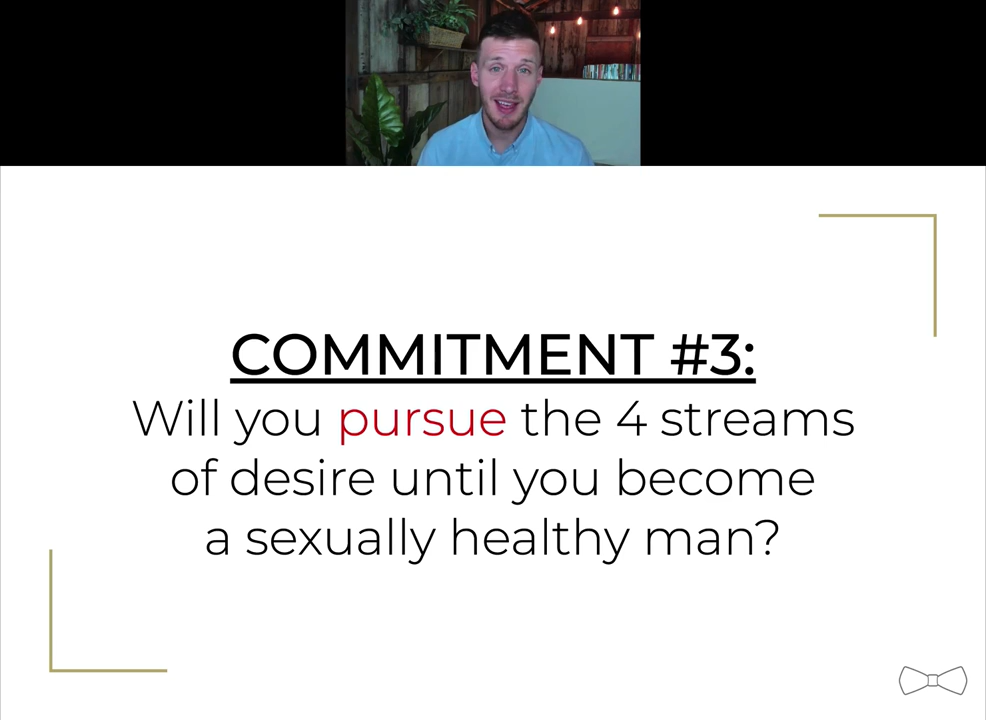 COMMITMENT #3:
Will you pursue the 4 streams
of desire until you become
a sexually healthy man?